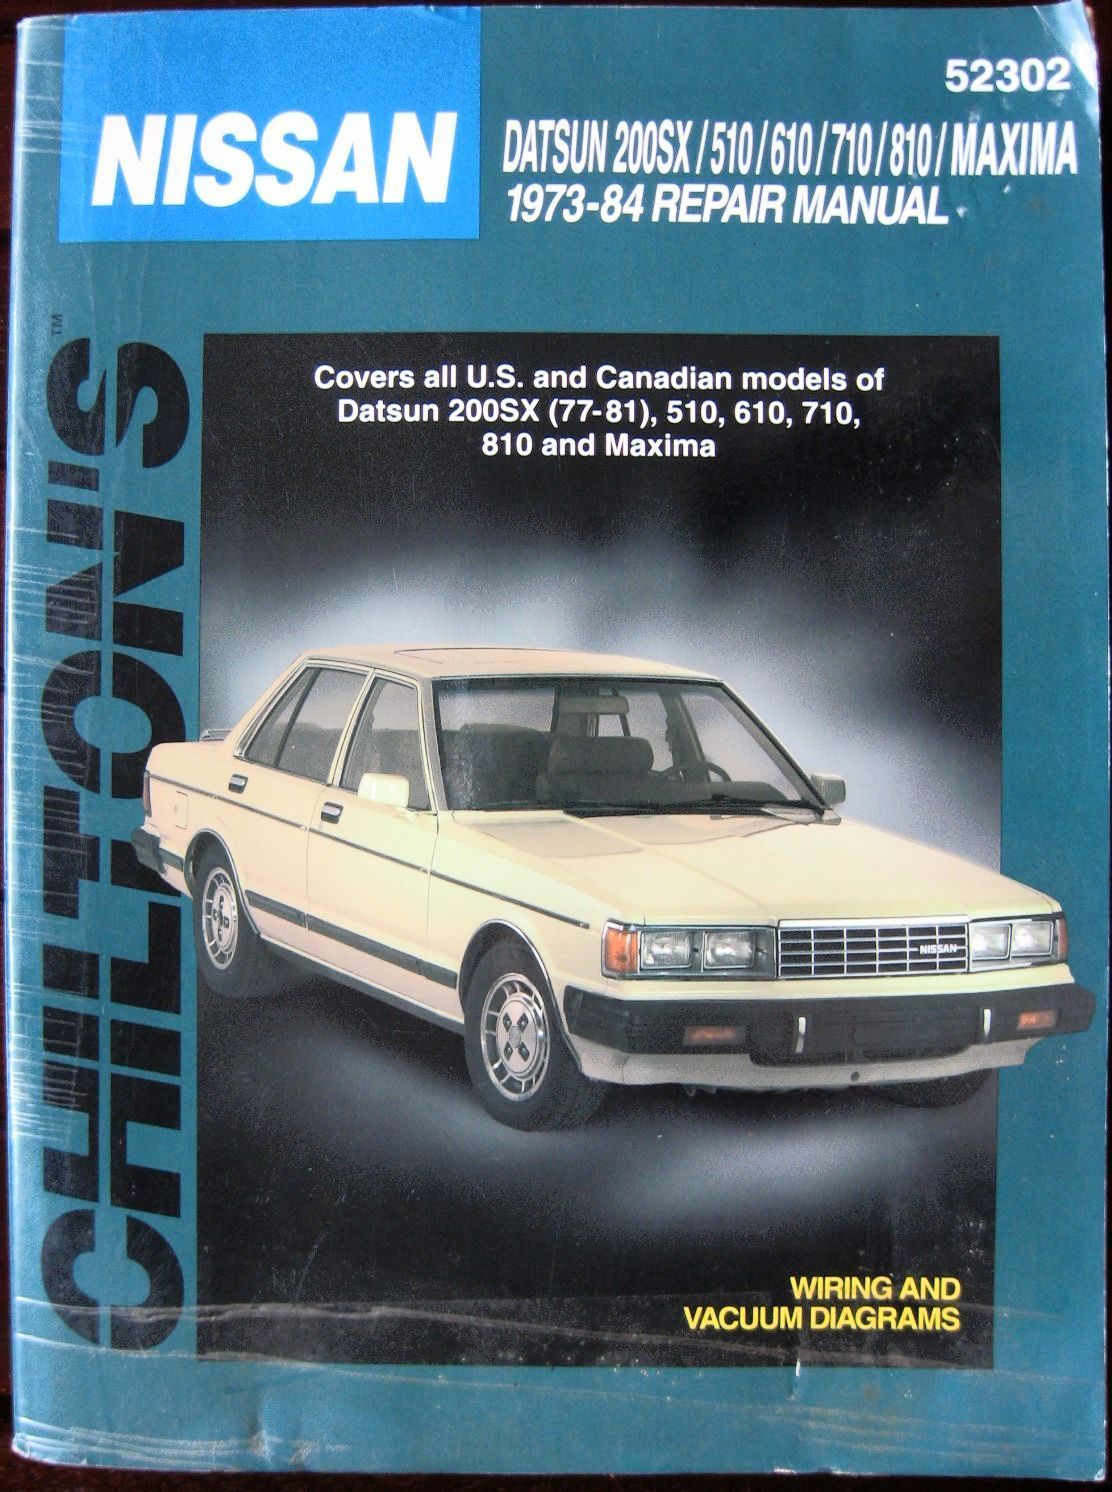 52302
NISSAN
DATSUN 200SX/510/610/710/810/MAXIMA
1973-84 REPAIR MANUAL
CHILTON'S™
Covers all U.S. and Canadian models of
Datsun 200SX (77-81), 510, 610, 710,
810 and Maxima
NISSAN
WIRING AND
VACUUM DIAGRAMS